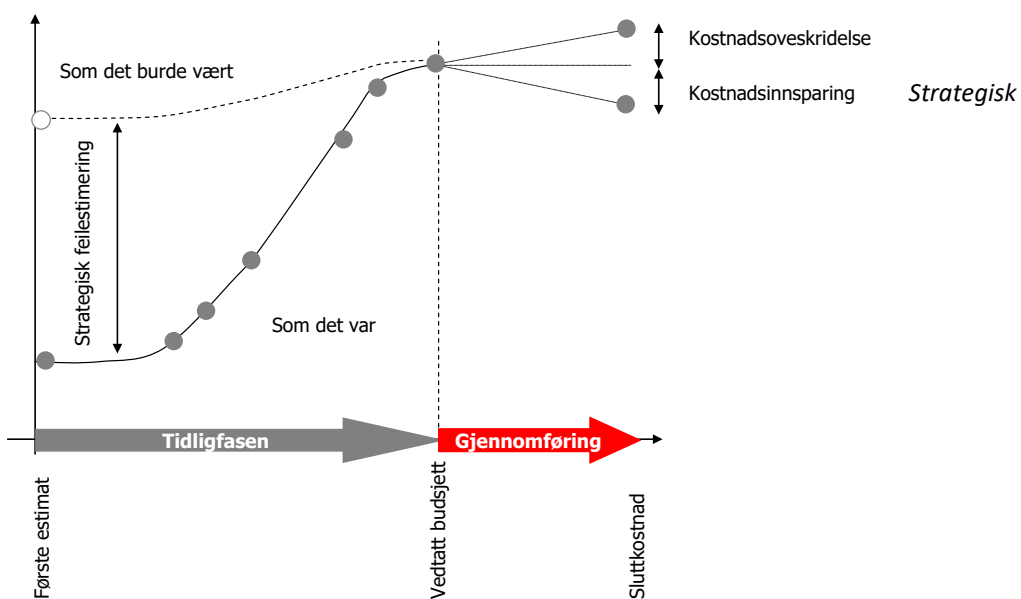 Kostnadsoveskridelse
Som det burde vært
Kostnadsinnsparing
Strategisk
Strategisk feilestimering
Som det var
Tidligfasen
Gjennomføring
Første estimat
Vedtatt budsjett
Sluttkostnad